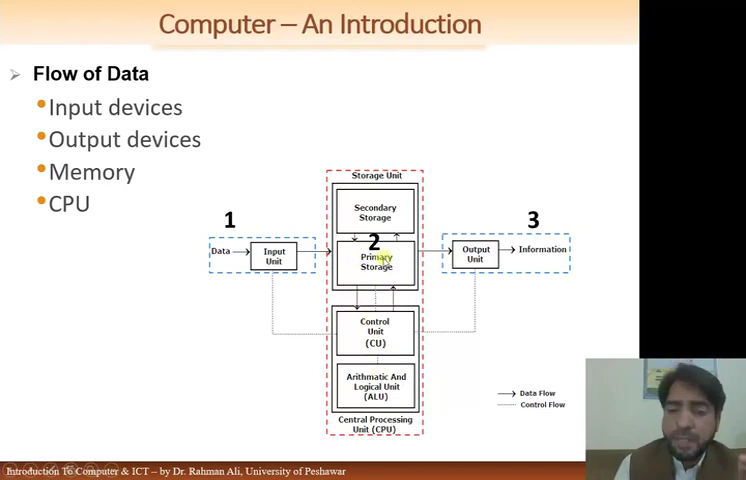 Computer – An Introduction
➢ Flow of Data
•Input devices
•Output devices
•Memory
•CPU
Storage Unit
Secondary
Storage
1
2
3
Data
Input
Unit
Primary
Storage
Output
Unit
Information
Control
Unit
(CU)
Arithmatic And
Logical Unit
(ALU)
Central Processing
Unit (CPU)
Data Flow
Control Flow
Introduction To Computer & ICT – by Dr. Rahman Ali, University of Peshawar